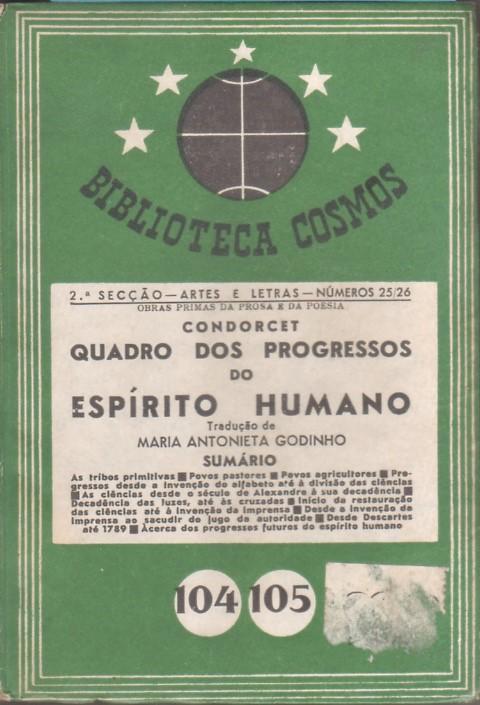 BIBLIOTECA COSMOS
2.ª SECÇÃO — ARTES E LETRAS — NÚMEROS 25/26
OBRAS PRIMAS DA PROSA E DA POESIA
CONDORCET
QUADRO DOS PROGRESSOS
DO
ESPÍRITO HUMANO
Tradução de
MARIA ANTONIETA GODINHO
SUMÁRIO
As tribos primitivas ■ Povos pastores ■ Povos agricultores ■ Pro-
gressos desde a invenção do alfabeto até à divisão das ciências
■ As ciências desde o século de Alexandre à sua decadência ■
Decadência das luzes, até às cruzadas ■ Início da restauração
das ciências até à invenção da imprensa ■ Desde a invenção da
imprensa ao sacudir do jugo da autoridade ■ Desde Descartes
até 1789 ■ Àcerca dos progressos futuros do espírito humano
104 105